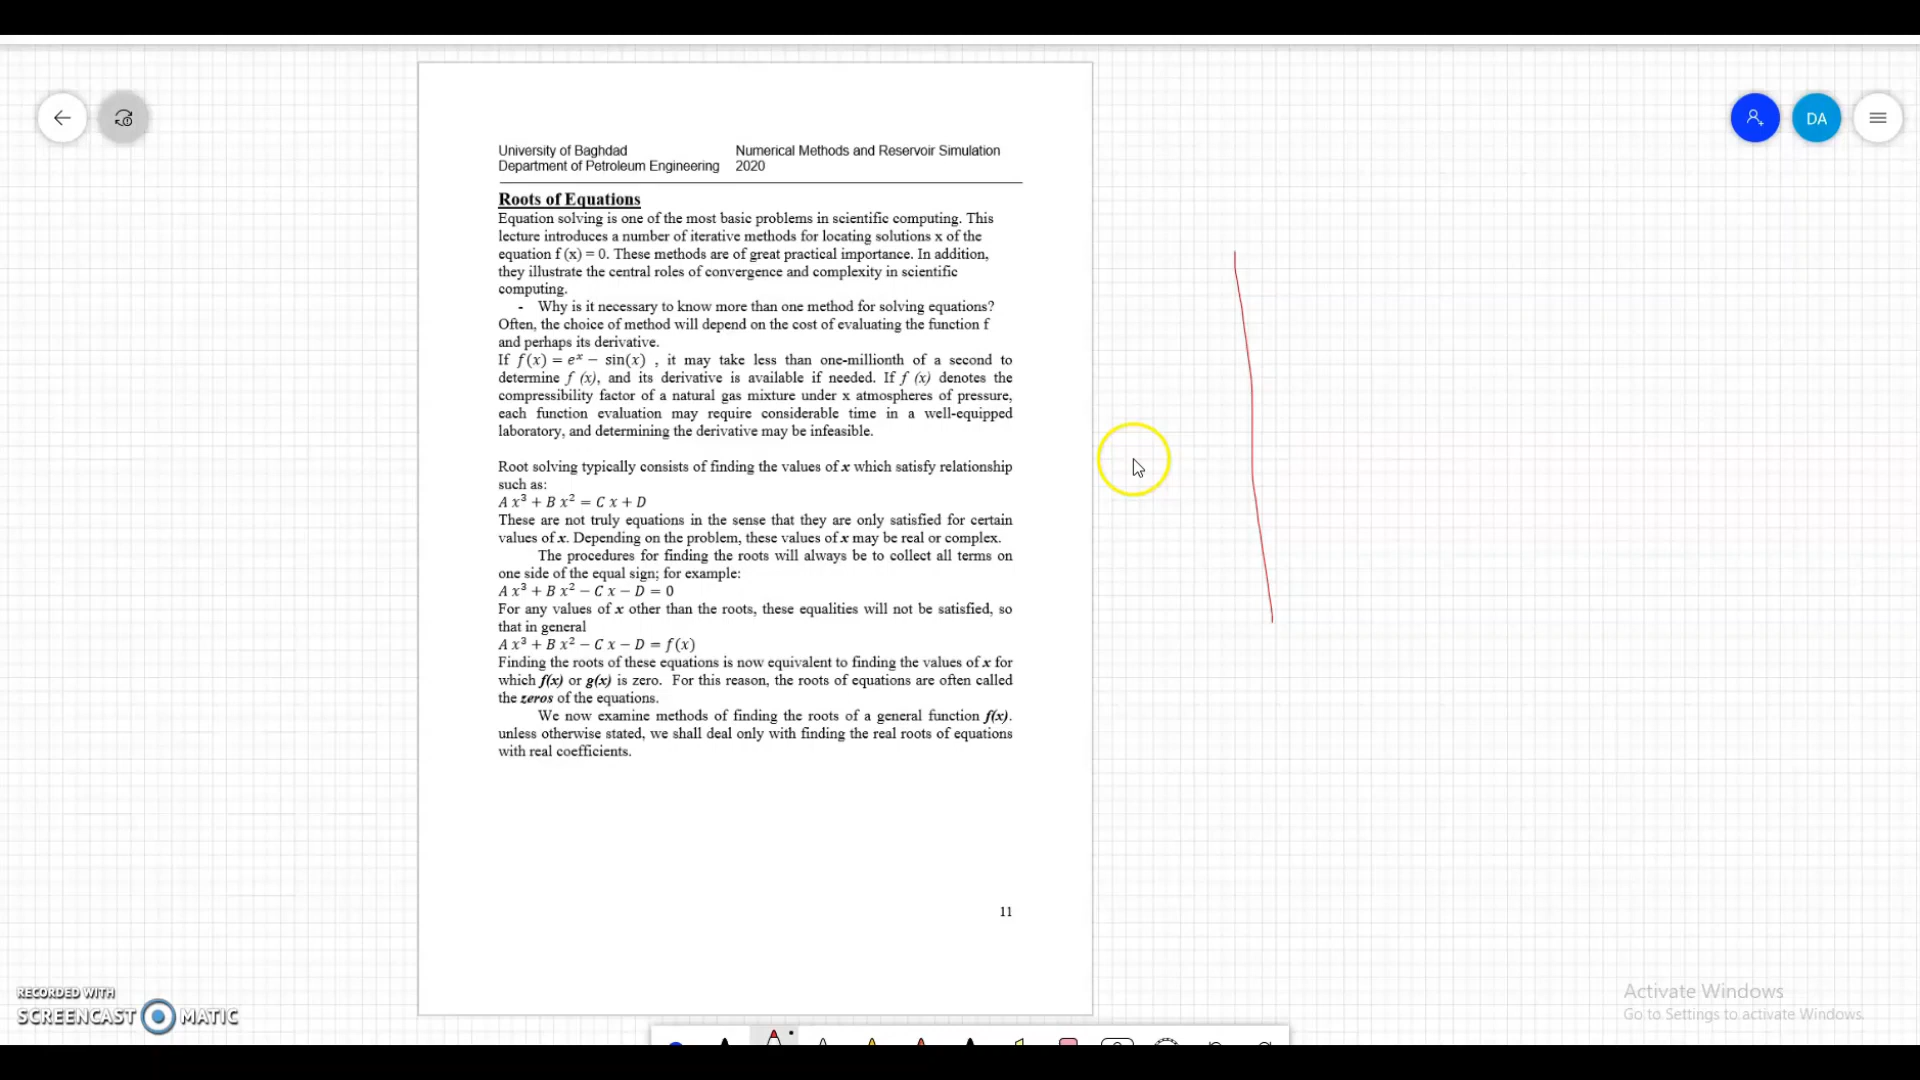 DA
University of Baghdad Numerical Methods and Reservoir Simulation
Department of Petroleum Engineering 2020
Roots of Equations
Equation solving is one of the most basic problems in scientific computing. This
lecture introduces a number of iterative methods for locating solutions x of the
equation f (x) = 0. These methods are of great practical importance. In addition,
they illustrate the central roles of convergence and complexity in scientific
computing.
- Why is it necessary to know more than one method for solving equations?
Often, the choice of method will depend on the cost of evaluating the function f
and perhaps its derivative.
If f(x) = eˣ − sin(x) , it may take less than one-millionth of a second to
determine f (x), and its derivative is available if needed. If f (x) denotes the
compressibility factor of a natural gas mixture under x atmospheres of pressure,
each function evaluation may require considerable time in a well-equipped
laboratory, and determining the derivative may be infeasible.
Root solving typically consists of finding the values of x which satisfy relationship
such as:
A x³ + B x² = C x + D
These are not truly equations in the sense that they are only satisfied for certain
values of x. Depending on the problem, these values of x may be real or complex.
The procedures for finding the roots will always be to collect all terms on
one side of the equal sign; for example:
A x³ + B x² − C x − D = 0
For any values of x other than the roots, these equalities will not be satisfied, so
that in general
A x³ + B x² − C x − D = f(x)
Finding the roots of these equations is now equivalent to finding the values of x for
which f(x) or g(x) is zero. For this reason, the roots of equations are often called
the zeros of the equations.
We now examine methods of finding the roots of a general function f(x).
unless otherwise stated, we shall deal only with finding the real roots of equations
with real coefficients.
11
RECORDED WITH
SCREENCAST MATIC
Activate Windows
Go to Settings to activate Windows.